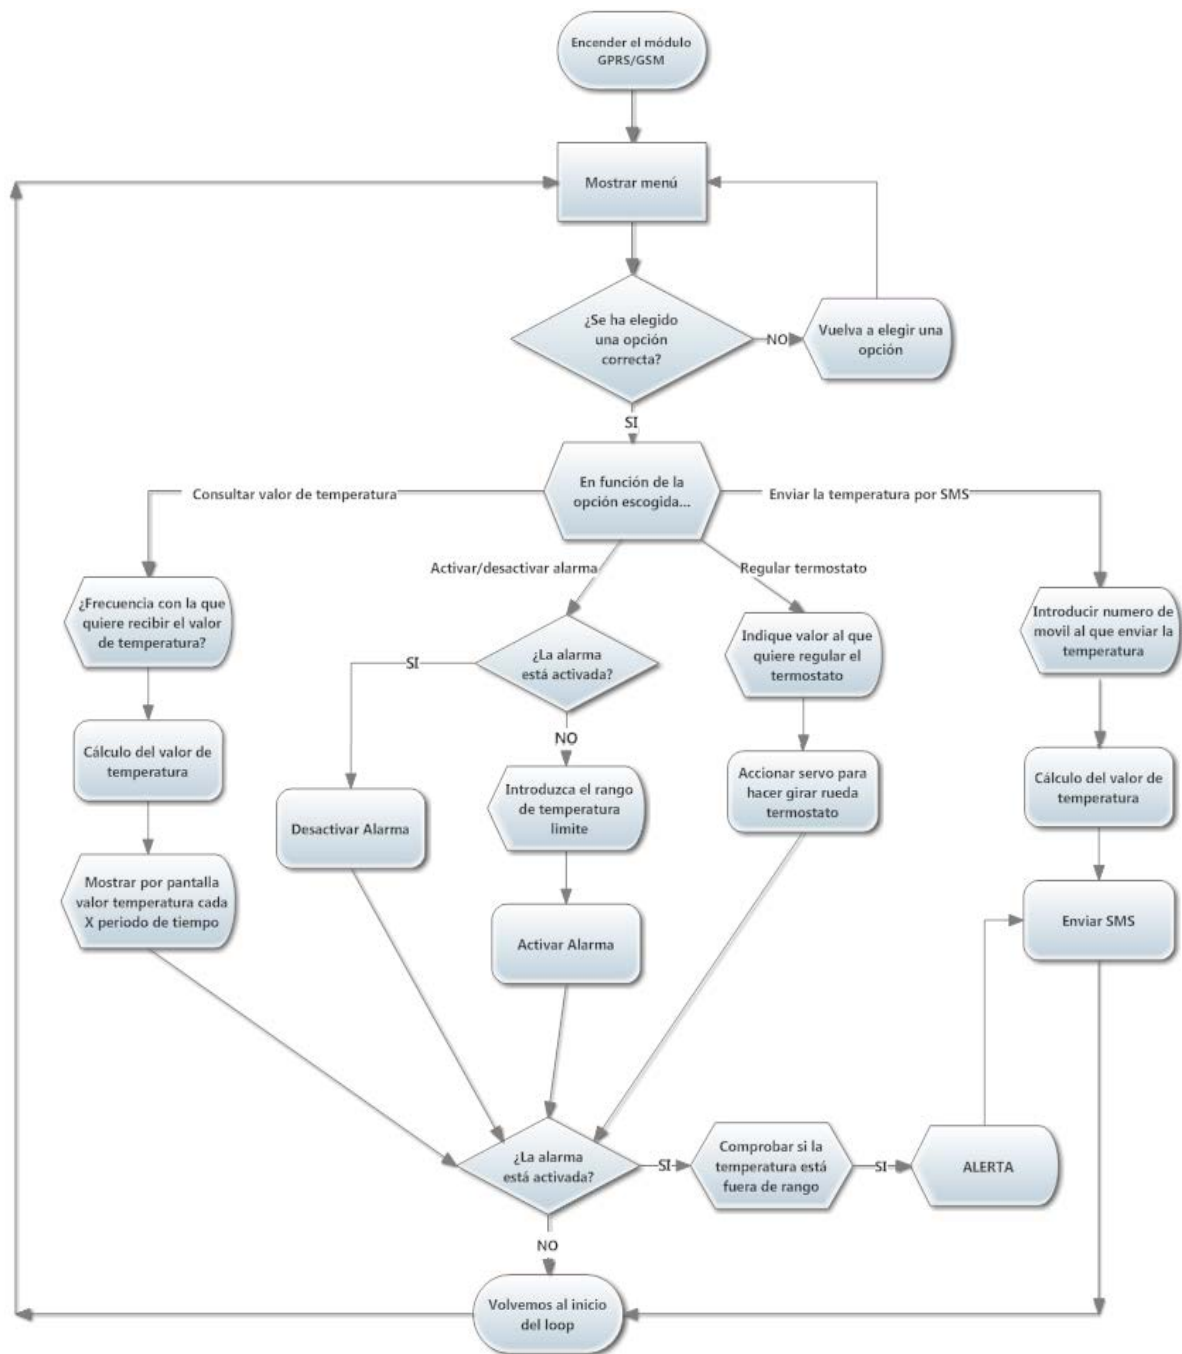 Encender el módulo
GPRS/GSM
Mostrar menú
¿Se ha elegido
una opción
correcta?
NO
Vuelva a elegir una
opción
SI
En función de la
opción escogida...
Consultar valor de temperatura
Enviar la temperatura por SMS
Activar/desactivar alarma
Regular termostato
¿Frecuencia con la que
quiere recibir el valor
de temperatura?
Cálculo del valor de
temperatura
Mostrar por pantalla
valor temperatura cada
X periodo de tiempo
¿La alarma
está activada?
SI
Desactivar Alarma
NO
Introduzca el rango
de temperatura
limite
Activar Alarma
Indique valor al que
quiere regular el
termostato
Accionar servo para
hacer girar rueda
termostato
Introducir numero de
movil al que enviar la
temperatura
Cálculo del valor de
temperatura
Enviar SMS
¿La alarma
está activada?
SI
Comprobar si la
temperatura está
fuera de rango
SI
ALERTA
NO
Volvemos al inicio
del loop